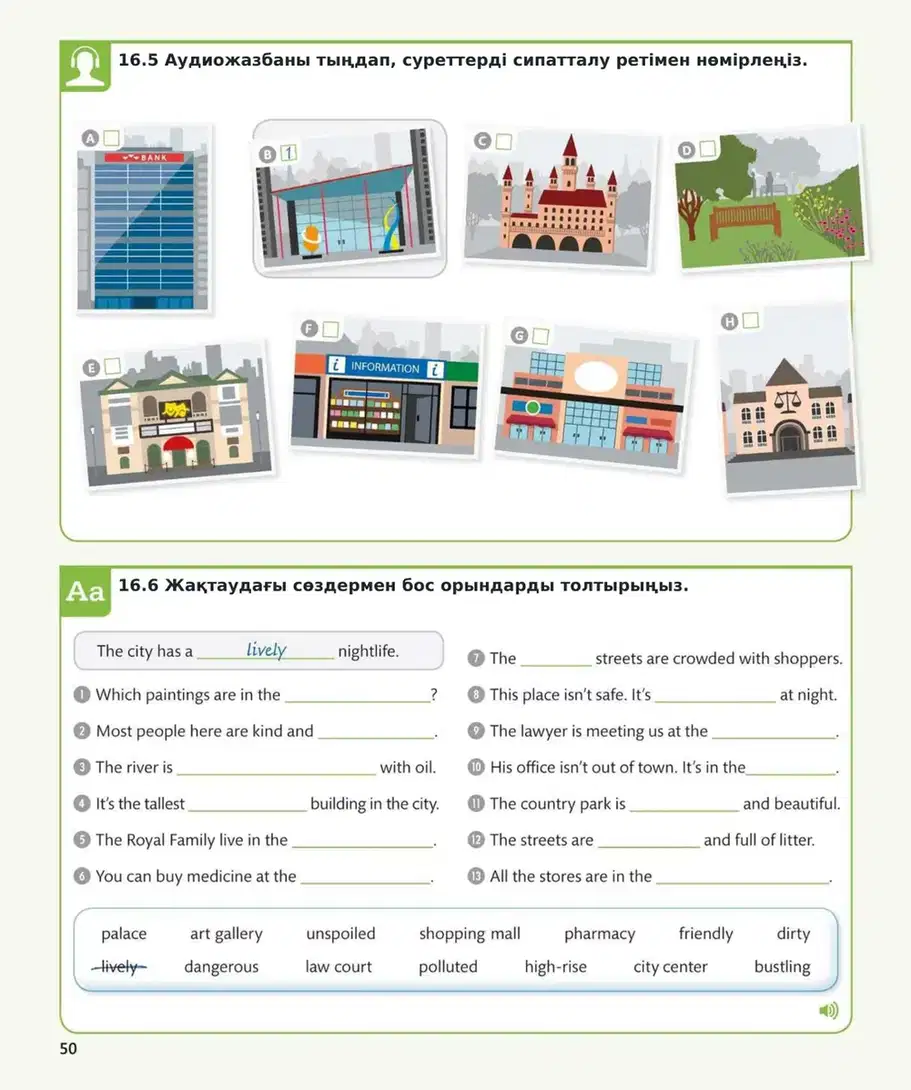 16.5 Аудиожазбаны тыңдап, суреттерді сипатталу ретімен нөмірлеңіз.
A
BANK
B 1
C
D
E
F
INFORMATION
G
H
Aa
16.6 Жақтаудағы сөздермен бос орындарды толтырыңыз.
The city has a lively nightlife.
1 Which paintings are in the ?
2 Most people here are kind and .
3 The river is with oil.
4 It's the tallest building in the city.
5 The Royal Family live in the .
6 You can buy medicine at the .
7 The streets are crowded with shoppers.
8 This place isn't safe. It's at night.
9 The lawyer is meeting us at the .
10 His office isn't out of town. It's in the .
11 The country park is and beautiful.
12 The streets are and full of litter.
13 All the stores are in the .
palace art gallery unspoiled shopping mall pharmacy friendly dirty
lively dangerous law court polluted high-rise city center bustling
50